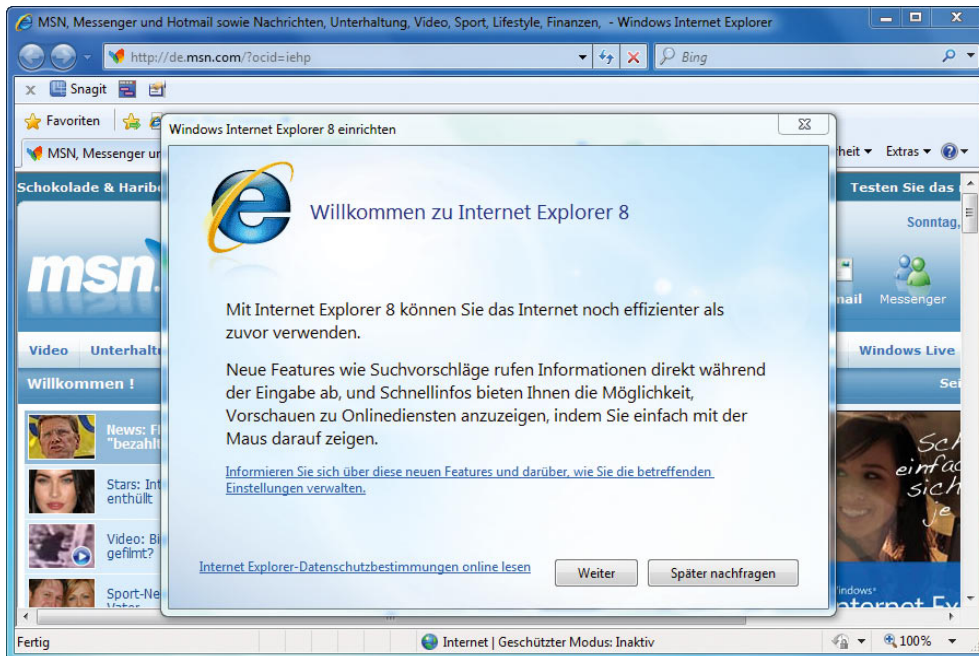 MSN, Messenger und Hotmail sowie Nachrichten, Unterhaltung, Video, Sport, Lifestyle, Finanzen, - Windows Internet Explorer
http://de.msn.com/?ocid=iehp
Bing
x Snagit
Favoriten
MSN, Messenger
Extras
Windows Internet Explorer 8 einrichten
Schokolade &
Testen Sie das
Willkommen zu Internet Explorer 8
Sonntag,
msn
Messenger
Mit Internet Explorer 8 können Sie das Internet noch effizienter als
zuvor verwenden.
Video
Windows Live
Neue Features wie Suchvorschläge rufen Informationen direkt während
der Eingabe ab, und Schnellinfos bieten Ihnen die Möglichkeit,
Vorschauen zu Onlinediensten anzuzeigen, indem Sie einfach mit der
Maus darauf zeigen.
Willkommen !
News:
"bezahlt
Informieren Sie sich über diese neuen Features und darüber, wie Sie die betreffenden
Einstellungen verwalten.
Stars: Int
enthüllt
einfac
sich
je
Video:
gefilmt?
Internet Explorer-Datenschutzbestimmungen online lesen
Weiter
Später nachfragen
Sport-Ne
Fertig
Internet | Geschützter Modus: Inaktiv
100%